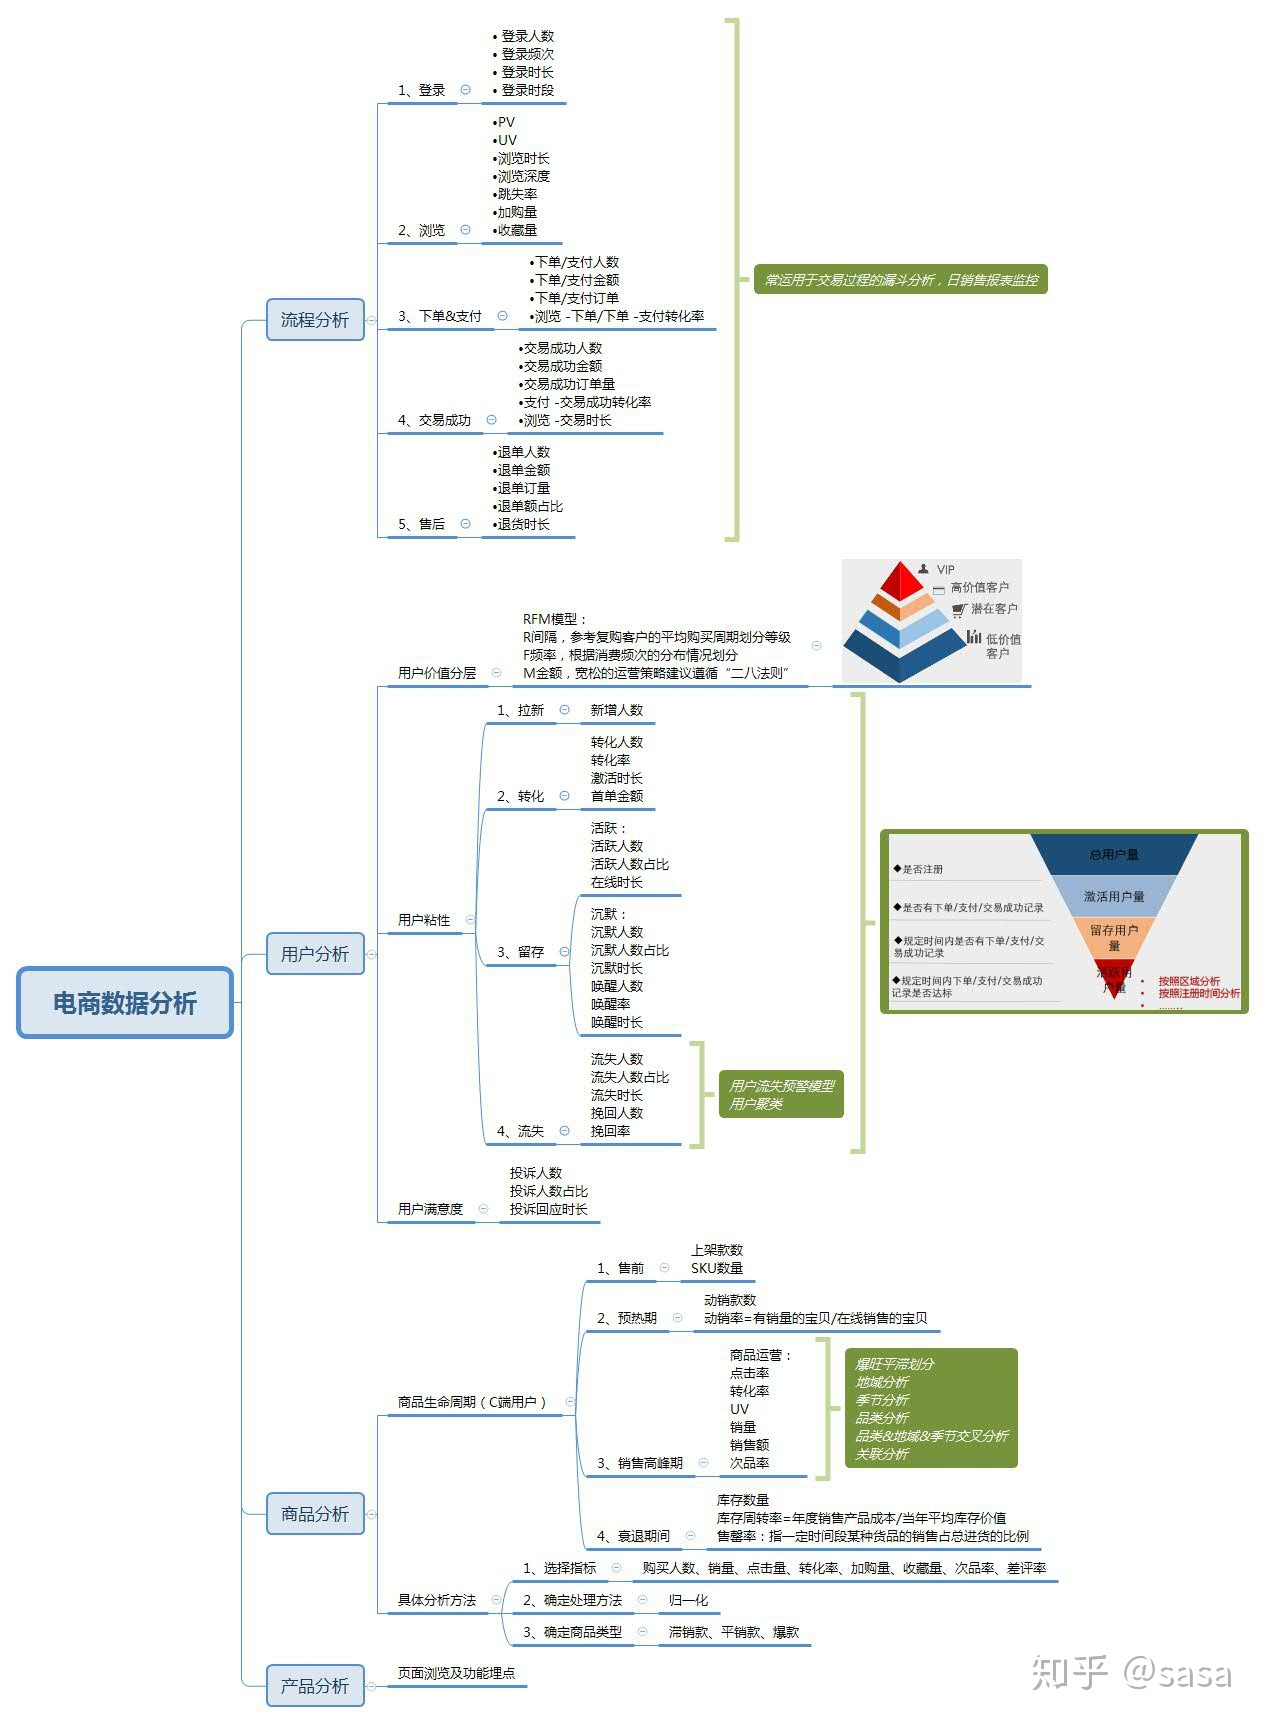 电商数据分析
流程分析
1、登录
• 登录人数
• 登录频次
• 登录时长
• 登录时段
2、浏览
•PV
•UV
•浏览时长
•浏览深度
•跳失率
•加购量
•收藏量
3、下单&支付
•下单/支付人数
•下单/支付金额
•下单/支付订单
•浏览 -下单/下单 -支付转化率
4、交易成功
•交易成功人数
•交易成功金额
•交易成功订单量
•支付 -交易成功转化率
•浏览 -交易时长
5、售后
•退单人数
•退单金额
•退单订量
•退单额占比
•退货时长
常运用于交易过程的漏斗分析，日销售报表监控
用户分析
用户价值分层
RFM模型：
R间隔，参考复购客户的平均购买周期划分等级
F频率，根据消费频次的分布情况划分
M金额，宽松的运营策略建议遵循“二八法则”
VIP
高价值客户
潜在客户
低价值
客户
用户粘性
1、拉新
新增人数
2、转化
转化人数
转化率
激活时长
首单金额
3、留存
活跃：
活跃人数
活跃人数占比
在线时长
沉默：
沉默人数
沉默人数占比
沉默时长
唤醒人数
唤醒率
唤醒时长
4、流失
流失人数
流失人数占比
流失时长
挽回人数
挽回率
用户流失预警模型
用户聚类
◆是否注册
◆是否有下单/支付/交易成功记录
◆规定时间内是否有下单/支付/交
易成功记录
◆规定时间内下单/支付/交易成功
记录是否达标
总用户量
激活用户量
留存用户
量
活跃用
户量
• 按照区域分析
• 按照注册时间分析
• ……..
用户满意度
投诉人数
投诉人数占比
投诉回应时长
商品分析
商品生命周期（C端用户）
1、售前
上架款数
SKU数量
2、预热期
动销款数
动销率=有销量的宝贝/在线销售的宝贝
3、销售高峰期
商品运营：
点击率
转化率
UV
销量
销售额
次品率
爆旺平滞划分
地域分析
季节分析
品类分析
品类&地域&季节交叉分析
关联分析
4、衰退期间
库存数量
库存周转率=年度销售产品成本/当年平均库存价值
售罄率：指一定时间段某种货品的销售占总进货的比例
具体分析方法
1、选择指标
购买人数、销量、点击量、转化率、加购量、收藏量、次品率、差评率
2、确定处理方法
归一化
3、确定商品类型
滞销款、平销款、爆款
产品分析
页面浏览及功能埋点
知乎 @sasa